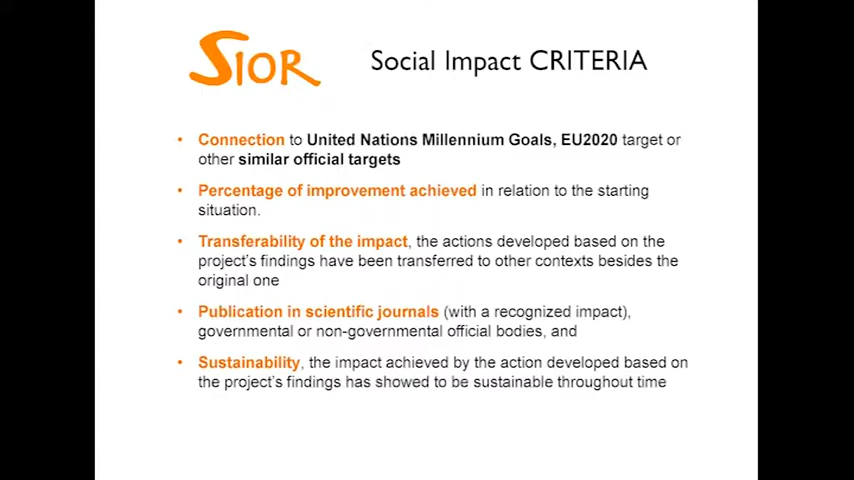 SIOR
Social Impact CRITERIA
• Connection to United Nations Millennium Goals, EU2020 target or
other similar official targets
• Percentage of improvement achieved in relation to the starting
situation.
• Transferability of the impact, the actions developed based on the
project's findings have been transferred to other contexts besides the
original one
• Publication in scientific journals (with a recognized impact),
governmental or non-governmental official bodies, and
• Sustainability, the impact achieved by the action developed based on
the project's findings has showed to be sustainable throughout time